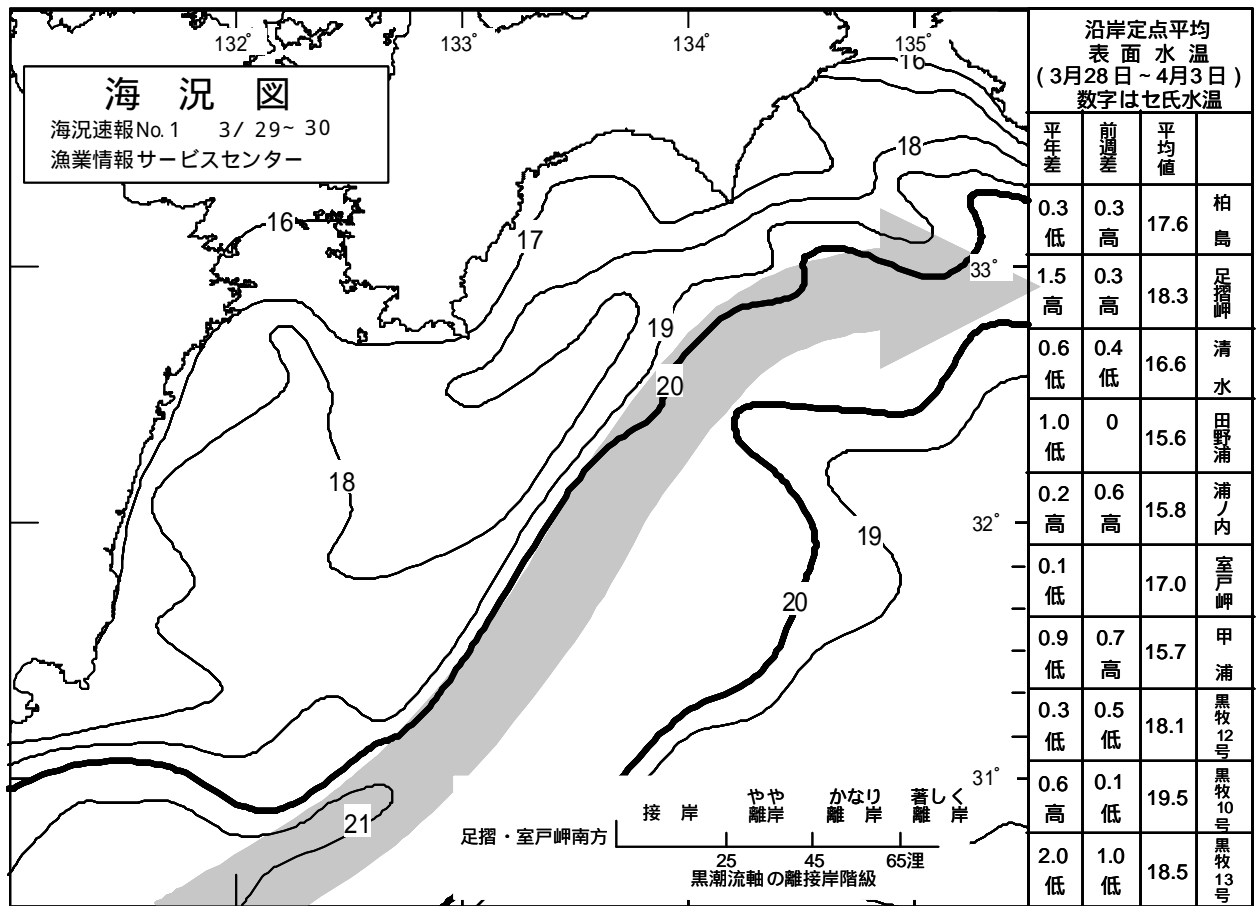 132°
133°
134°
135°
海 況 図
海況速報No.1 3/ 29~ 30
漁業情報サービスセンター
16
18
16
17
33°
19
20
18
32°
19
20
31°
21
接 岸
やや
離岸
かなり
離 岸
著しく
離 岸
足摺・室戸岬南方
25
45
65浬
黒潮流軸の離接岸階級
沿岸定点平均
表 面 水 温
(3月28日~4月3日)
数字はセ氏水温
平年差 前週差 平均値
0.3低 0.3高 17.6 柏島
1.5高 0.3高 18.3 足摺岬
0.6低 0.4低 16.6 清水
1.0低 0 15.6 田野浦
0.2高 0.6高 15.8 浦ノ内
0.1低 17.0 室戸岬
0.9低 0.7高 15.7 甲浦
0.3低 0.5低 18.1 黒牧12号
0.6高 0.1低 19.5 黒牧10号
2.0低 1.0低 18.5 黒牧13号